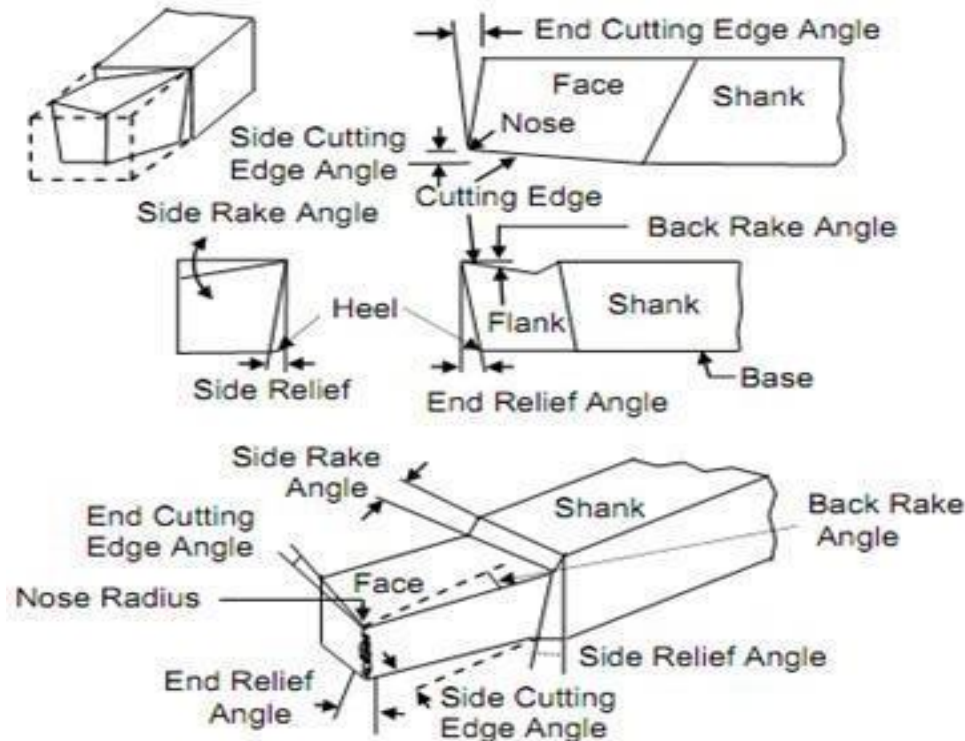 End Cutting Edge Angle
Face
Shank
Nose
Side Cutting
Edge Angle
Cutting Edge
Side Rake Angle
Back Rake Angle
Heel
Flank
Shank
Side Relief
End Relief Angle
Base
Side Rake
Angle
Shank
Back Rake
Angle
End Cutting
Edge Angle
Face
Nose Radius
Side Relief Angle
End Relief
Angle
Side Cutting
Edge Angle